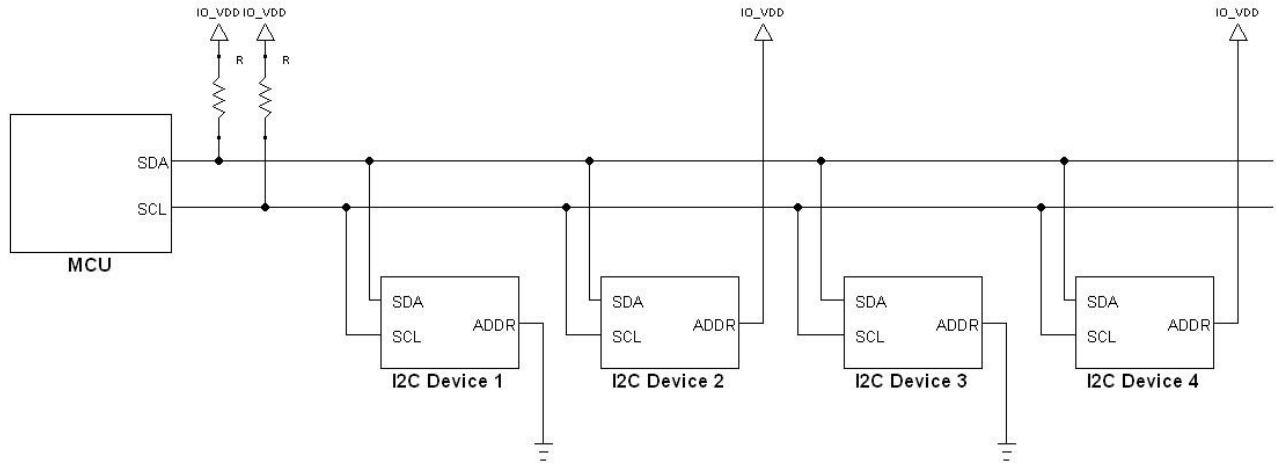 IO_VDD IO_VDD IO_VDD IO_VDD
R R
SDA
SCL
MCU
SDA SDA SDA SDA
ADDR ADDR ADDR ADDR
SCL SCL SCL SCL
I2C Device 1 I2C Device 2 I2C Device 3 I2C Device 4